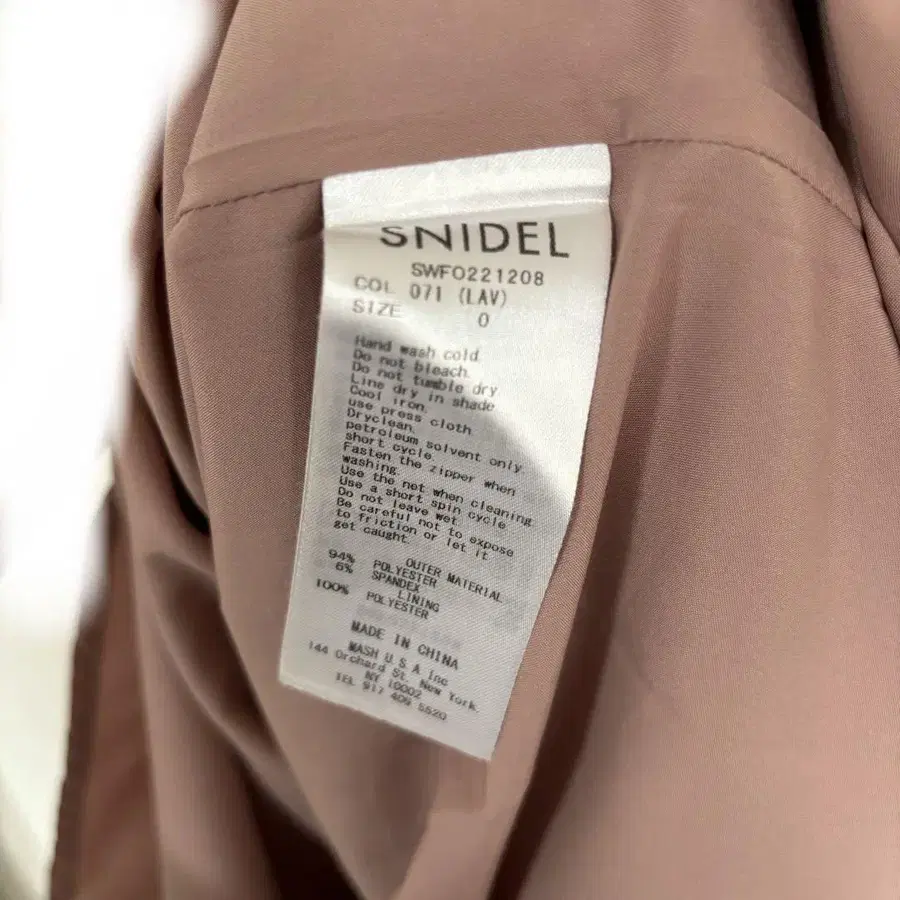 SNIDEL
SWFO221208
COL 071 (LAV)
SIZE 0
Hand wash cold.
Do not bleach.
Do not tumble dry
Line dry in shade
Cool iron.
use press cloth
Dryclean.
petroleum solvent only
short cycle
Fasten the zipper when
washing.
Use the net when cleaning
Use a short spin cycle
Do not leave wet
Be careful not to expose
to friction or let it
get caught.
OUTER MATERIAL
94% POLYESTER
6% SPANDEX
LINING
100% POLYESTER
MADE IN CHINA
MASH U.S.A Inc
144 Orchard St. New York.
NY 10002
TEL 917 409 5520